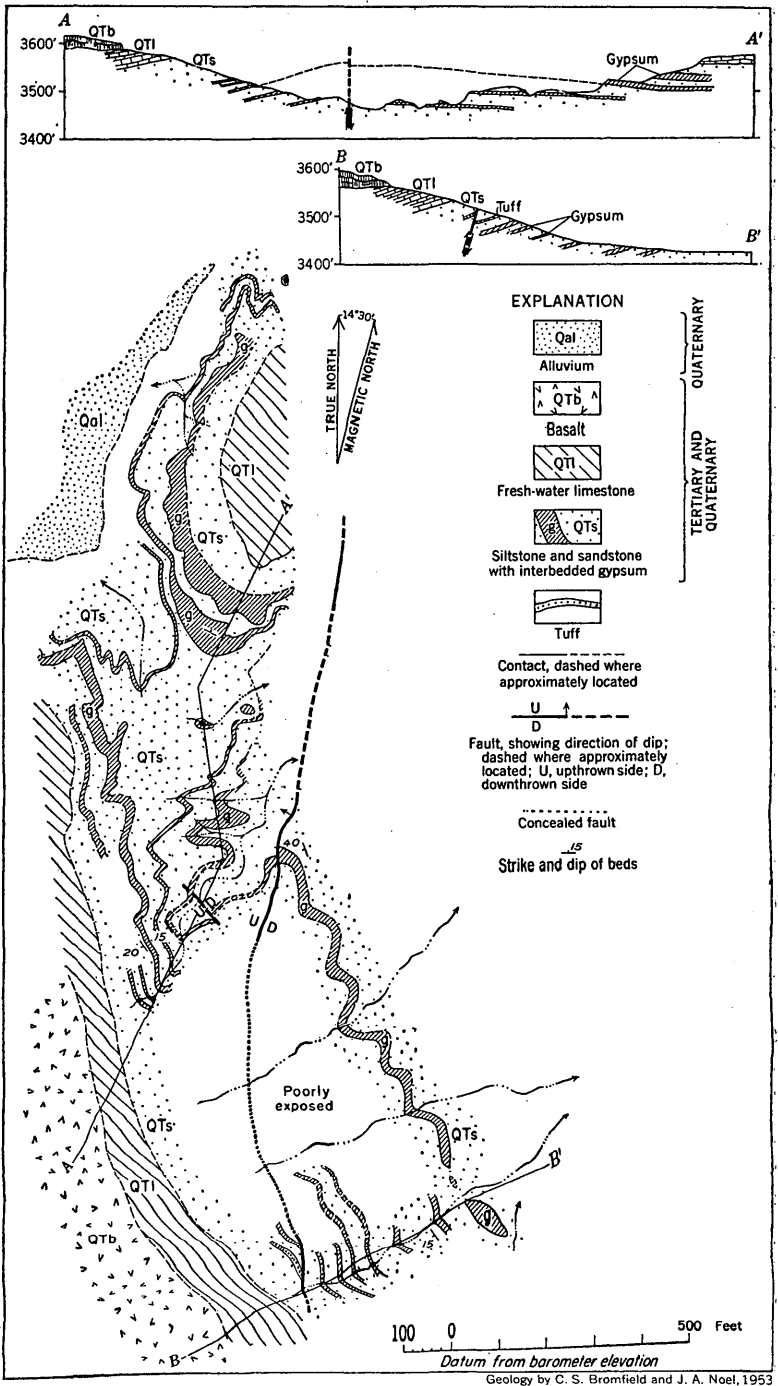 A
A'
3600'
QTb
QTl
QTs
Gypsum
3500'
3400'
B
3600'
QTb
QTl
QTs
Tuff
Gypsum
3500'
3400'
B'
14°30'
TRUE NORTH
MAGNETIC NORTH
EXPLANATION
Qal
Alluvium
QUATERNARY
QTb
Basalt
QTl
Fresh-water limestone
g
QTs
Siltstone and sandstone
with interbedded gypsum
TERTIARY AND
QUATERNARY
Tuff
Contact, dashed where
approximately located
U
D
Fault, showing direction of dip;
dashed where approximately
located; U, upthrown side; D,
downthrown side
Concealed fault
15
Strike and dip of beds
g
Qal
QTl
A'
g
QTs
g
QTs
g
QTs
g
40
g
U D
U D
15
20
g
Poorly
exposed
QTs
QTs
A
QTl
B'
g
QTb
15
B
100 0 500 Feet
Datum from barometer elevation
Geology by C. S. Bromfield and J. A. Noel, 1953